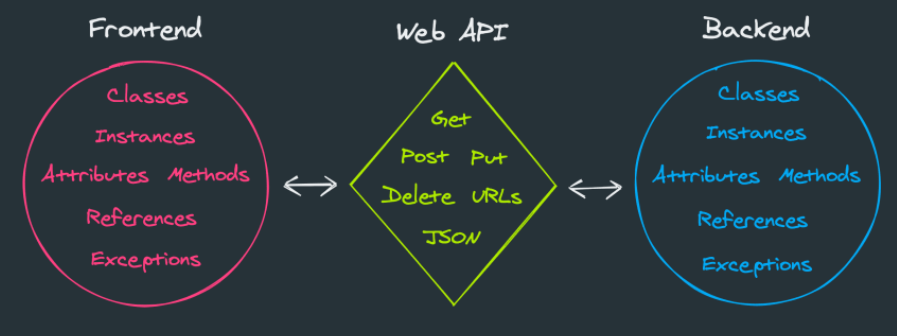 Frontend
Classes
Instances
Attributes Methods
References
Exceptions
Web API
Get
Post Put
Delete URLs
JSON
Backend
Classes
Instances
Attributes Methods
References
Exceptions